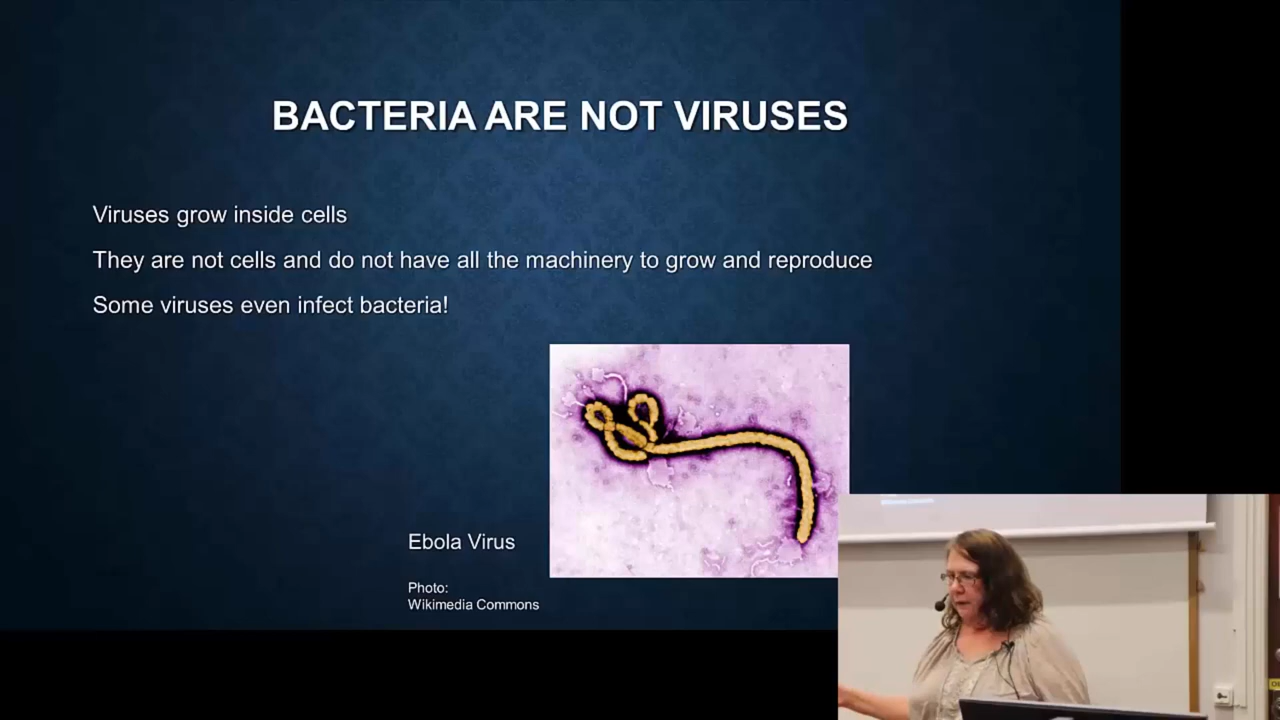 BACTERIA ARE NOT VIRUSES
Viruses grow inside cells
They are not cells and do not have all the machinery to grow and reproduce
Some viruses even infect bacteria!
Ebola Virus
Photo:
Wikimedia Commons